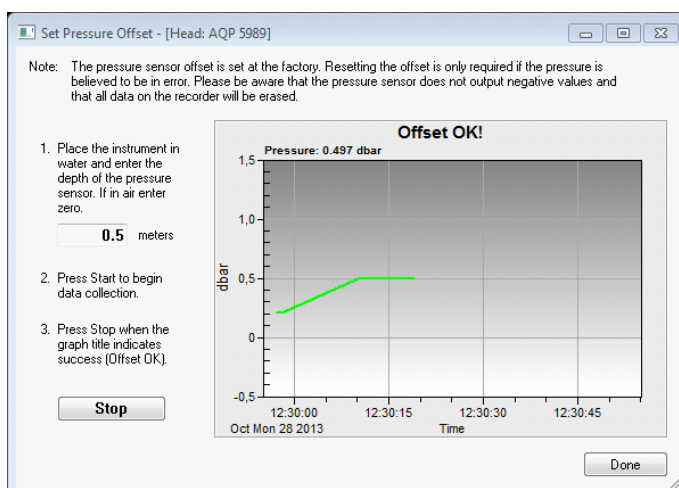 Set Pressure Offset - [Head: AQP 5989]
Note: The pressure sensor offset is set at the factory. Resetting the offset is only required if the pressure is
believed to be in error. Please be aware that the pressure sensor does not output negative values and
that all data on the recorder will be erased.
1. Place the instrument in
water and enter the
depth of the pressure
sensor. If in air enter
zero.
0.5 meters
2. Press Start to begin
data collection.
3. Press Stop when the
graph title indicates
success (Offset OK).
Stop
Offset OK!
Pressure: 0.497 dbar
1,5
1,0
0,5
0
-0,5
dbar
12:30:00 12:30:15 12:30:30 12:30:45
Oct Mon 28 2013 Time
Done